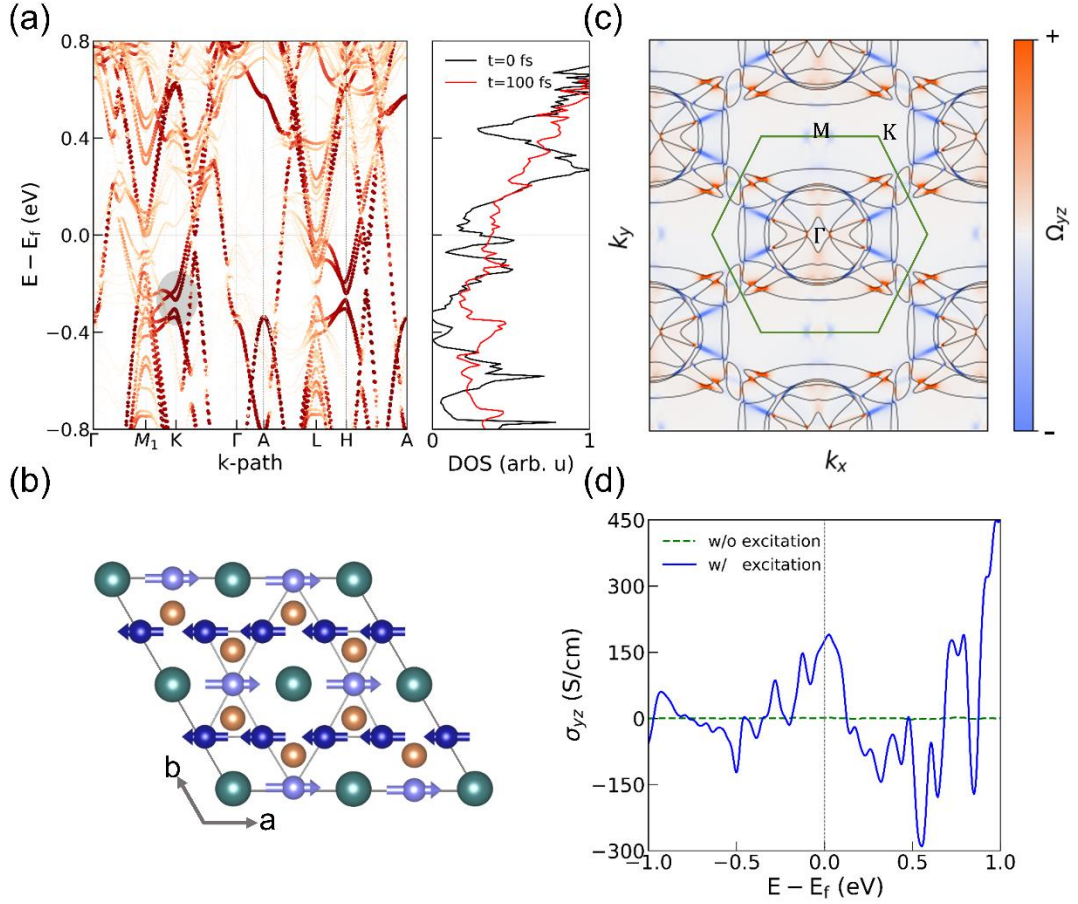 (a)
0.8
0.4
0.0
−0.4
−0.8
E − E_f (eV)
Γ M₁ K Γ A L H A
k-path
t=0 fs
t=100 fs
0 1
DOS (arb. u)
(c)
M K
Γ
k_y
k_x
+
Ω_yz
−
(b)
b
a
(d)
450
300
150
0
−150
−300
σ_yz (S/cm)
w/o excitation
w/ excitation
−1.0 −0.5 0.0 0.5 1.0
E − E_f (eV)